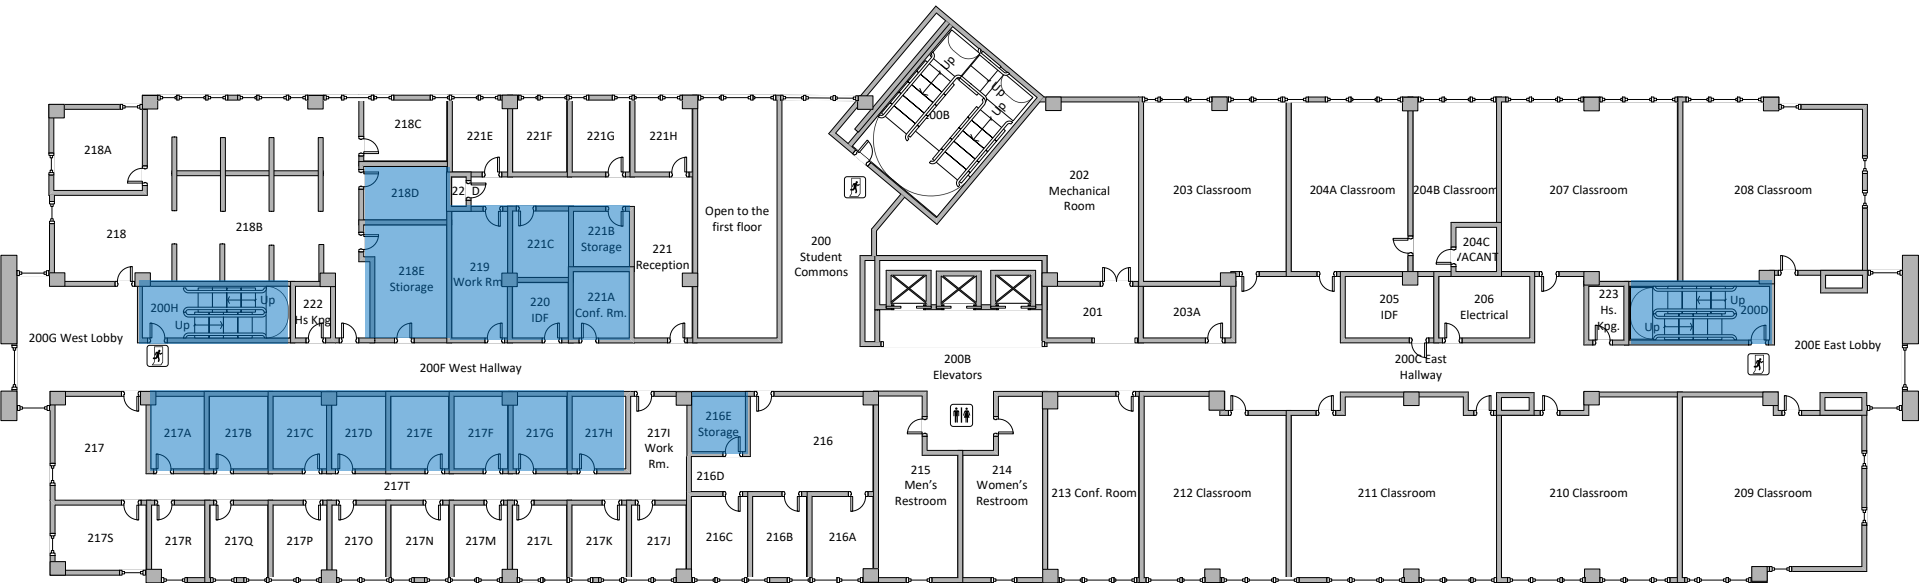 Up
Up
Up
200B
218C
221E
221F
221G
221H
218A
22 D
218D
202
Mechanical
Room
203 Classroom
204A Classroom
204B Classroom
207 Classroom
208 Classroom
Open to the
first floor
218
218B
221C
221B
Storage
221
Reception
200
Student
Commons
204C
VACANT
218E
Storage
219
Work Rm
220
IDF
221A
Conf. Rm.
200H
Up
Up
222
Hs Kpg
201
203A
205
IDF
206
Electrical
223
Hs.
Kpg.
Up
Up
200D
200G West Lobby
200F West Hallway
200B
Elevators
200C East
Hallway
200E East Lobby
217
217A
217B
217C
217D
217E
217F
217G
217H
217I
Work
Rm.
216E
Storage
216
216D
217T
215
Men's
Restroom
214
Women's
Restroom
213 Conf. Room
212 Classroom
211 Classroom
210 Classroom
209 Classroom
217S
217R
217Q
217P
217O
217N
217M
217L
217K
217J
216C
216B
216A